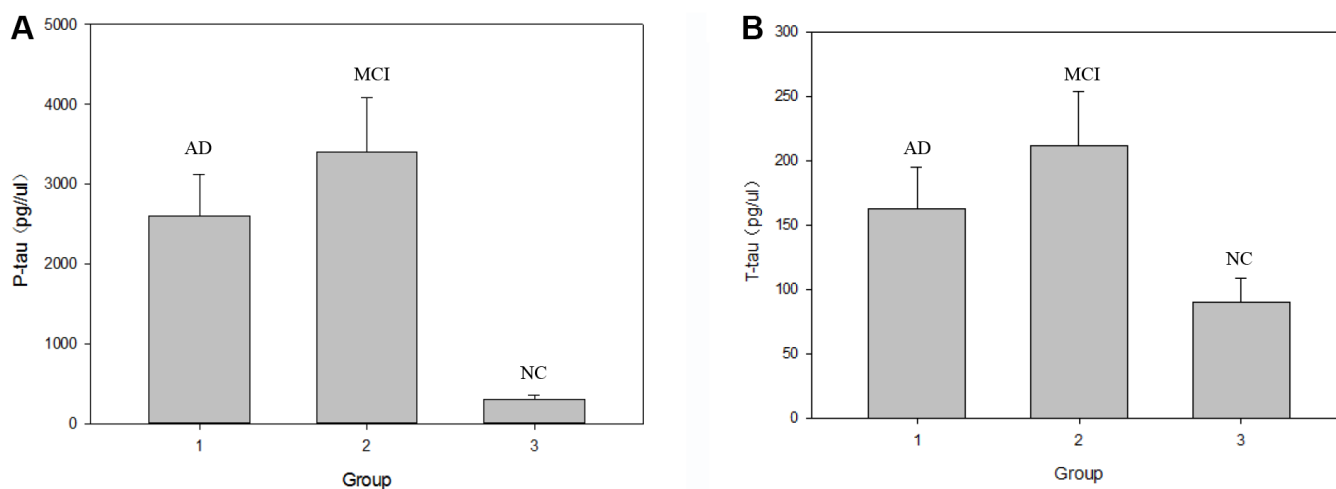 A
P-tau（pg//ul）
5000
4000
3000
2000
1000
0
AD
MCI
NC
1
2
3
Group
B
T-tau（pg/ul）
300
250
200
150
100
50
0
AD
MCI
NC
1
2
3
Group